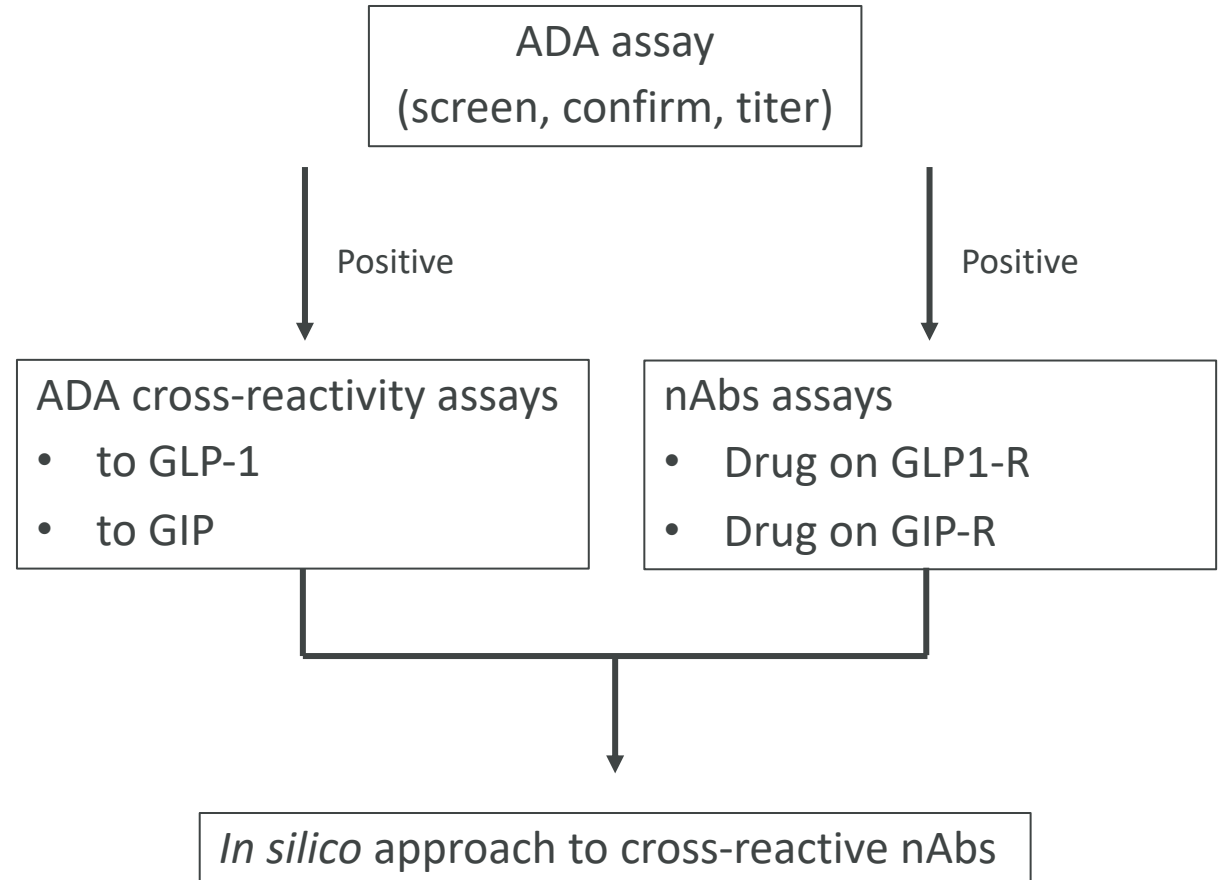 ADA assay
(screen, confirm, titer)
Positive
Positive
ADA cross-reactivity assays
• to GLP-1
• to GIP
nAbs assays
• Drug on GLP1-R
• Drug on GIP-R
In silico approach to cross-reactive nAbs